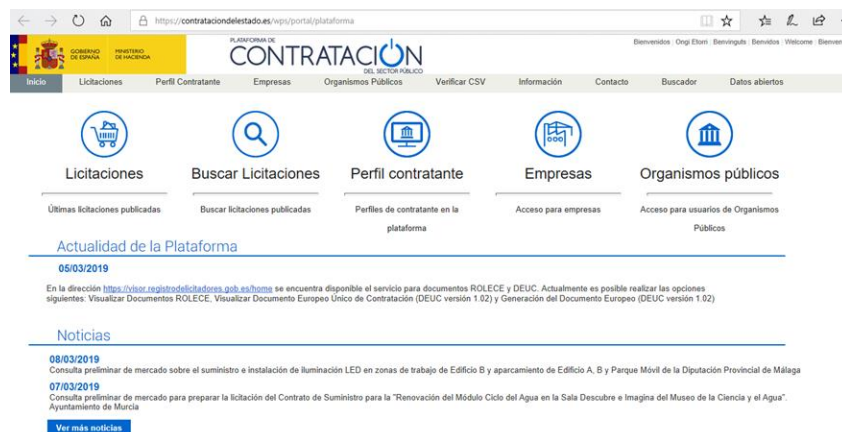 https://contrataciondelestado.es/wps/portal/plataforma
GOBIERNO DE ESPAÑA
MINISTERIO DE HACIENDA
PLATAFORMA DE
CONTRATACIÓN
DEL SECTOR PÚBLICO
Bienvenidos | Ongi Etorri | Benvinguts | Benvidos | Welcome | Bienven
Inicio Licitaciones Perfil Contratante Empresas Organismos Públicos Verificar CSV Información Contacto Buscador Datos abiertos
Licitaciones Buscar Licitaciones Perfil contratante Empresas Organismos públicos
Últimas licitaciones publicadas Buscar licitaciones publicadas Perfiles de contratante en la plataforma Acceso para empresas Acceso para usuarios de Organismos Públicos
Actualidad de la Plataforma
05/03/2019
En la dirección https://visor.registrodelicitadores.gob.es/home se encuentra disponible el servicio para documentos ROLECE y DEUC. Actualmente es posible realizar las opciones
siguientes: Visualizar Documentos ROLECE, Visualizar Documento Europeo Único de Contratación (DEUC versión 1.02) y Generación del Documento Europeo (DEUC versión 1.02)
Noticias
08/03/2019
Consulta preliminar de mercado sobre el suministro e instalación de iluminación LED en zonas de trabajo de Edificio B y aparcamiento de Edificio A, B y Parque Móvil de la Diputación Provincial de Málaga
07/03/2019
Consulta preliminar de mercado para preparar la licitación del Contrato de Suministro para la "Renovación del Módulo Ciclo del Agua en la Sala Descubre e Imagina del Museo de la Ciencia y el Agua".
Ayuntamiento de Murcia
Ver más noticias